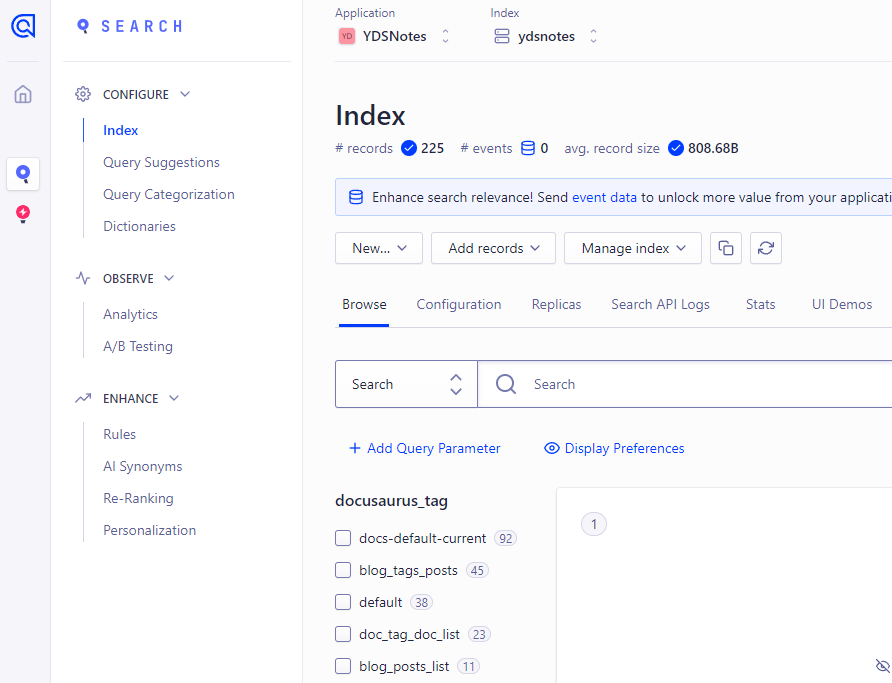 SEARCH
CONFIGURE
Index
Query Suggestions
Query Categorization
Dictionaries
OBSERVE
Analytics
A/B Testing
ENHANCE
Rules
AI Synonyms
Re-Ranking
Personalization
Application Index
YD YDSNotes ydsnotes
Index
# records 225 # events 0 avg. record size 808.68B
Enhance search relevance! Send event data to unlock more value from your applicati
New... Add records Manage index
Browse Configuration Replicas Search API Logs Stats UI Demos
Search Search
Add Query Parameter Display Preferences
docusaurus_tag
1
docs-default-current 92
blog_tags_posts 45
default 38
doc_tag_doc_list 23
blog_posts_list 11